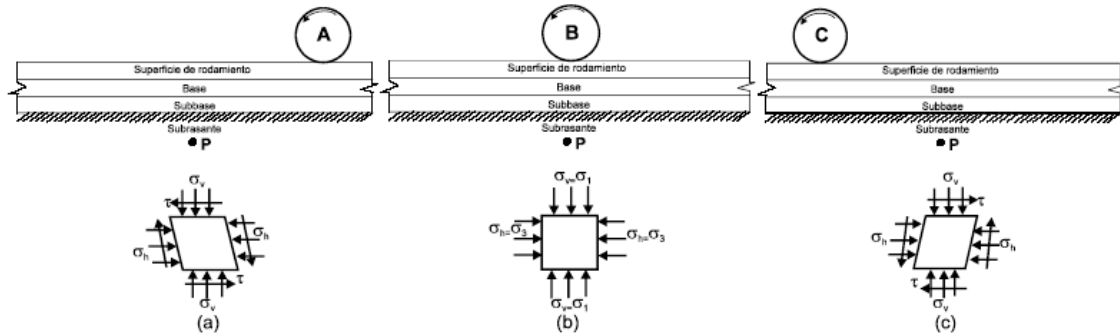 A
Superficie de rodamiento
Base
Subbase
Subrasante
P
σv
τ
σh
σh
τ
σv
(a)
B
Superficie de rodamiento
Base
Subbase
Subrasante
P
σv=σ1
σh=σ3
σh=σ3
σv=σ1
(b)
C
Superficie de rodamiento
Base
Subbase
Subrasante
P
σv
τ
σh
σh
τ
σv
(c)